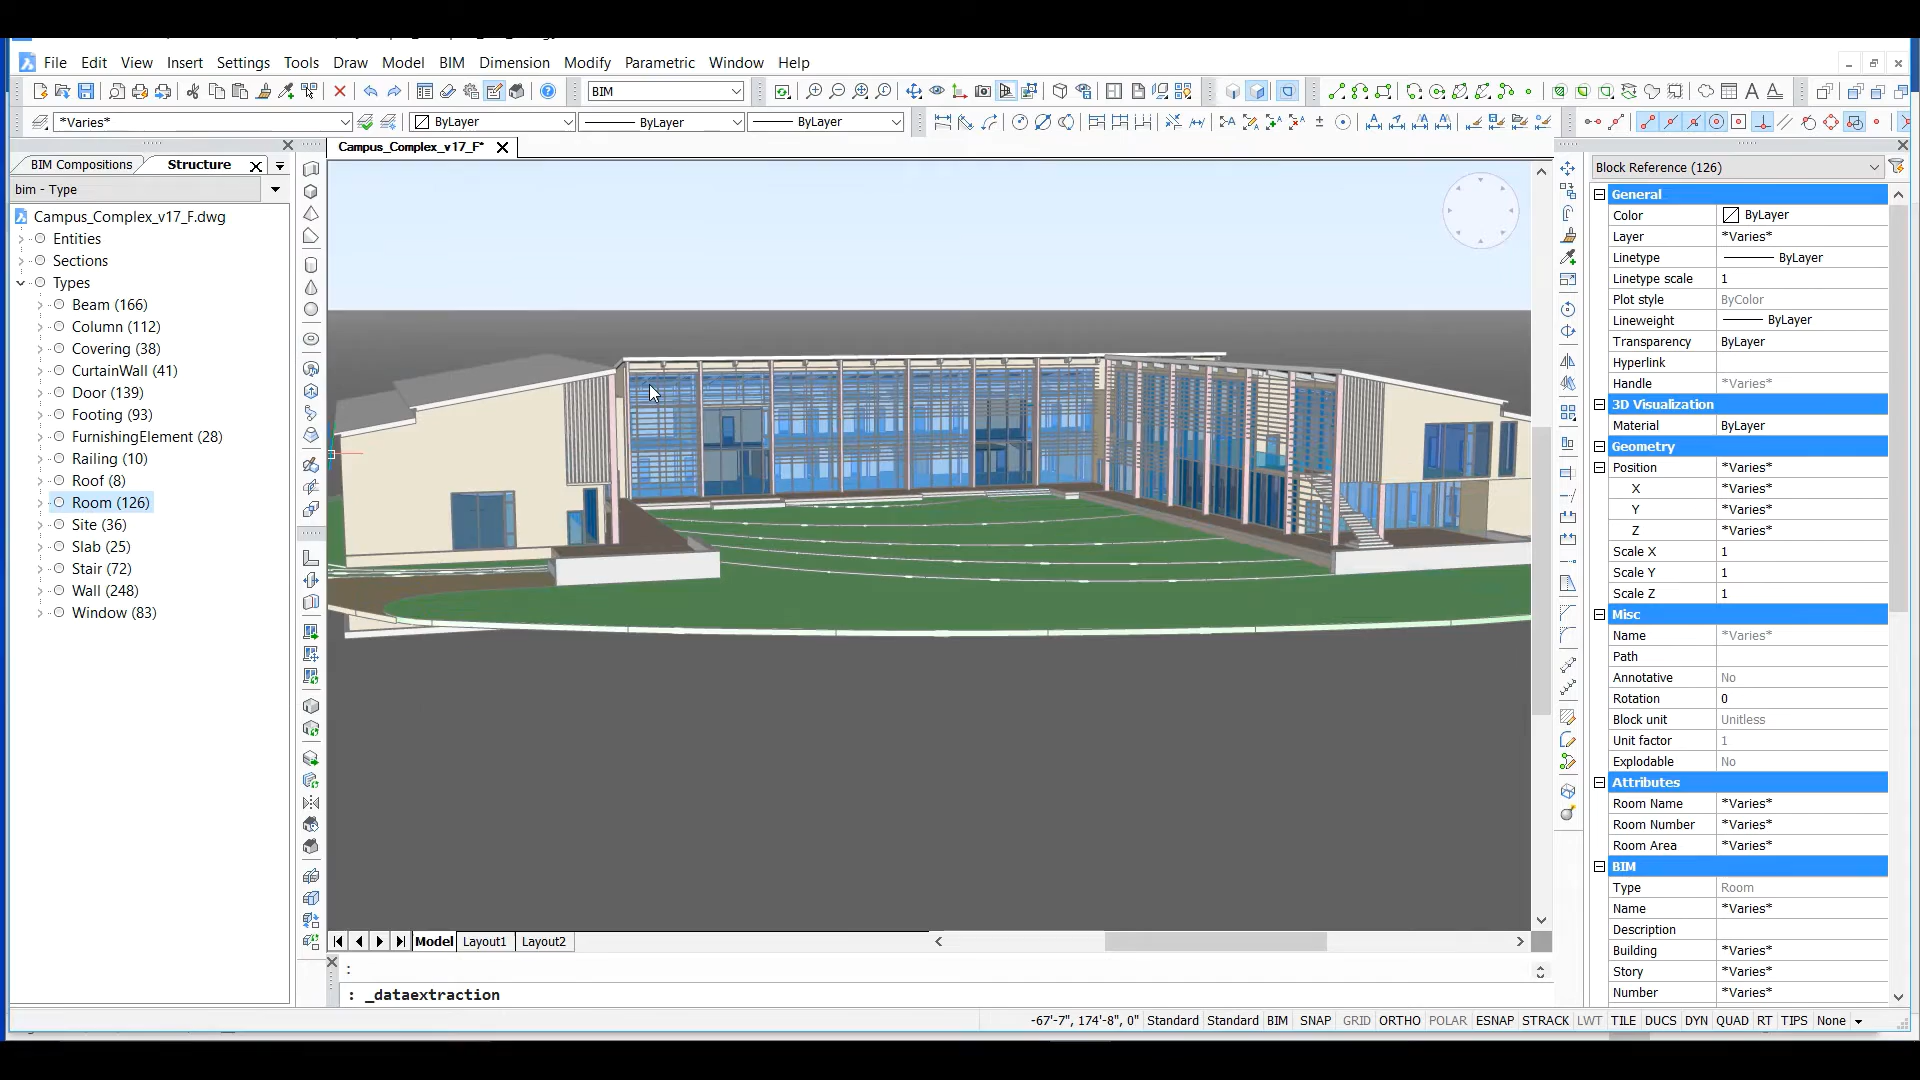 File Edit View Insert Settings Tools Draw Model BIM Dimension Modify Parametric Window Help
BIM
*Varies* ByLayer ByLayer ByLayer
BIM Compositions Structure
Campus_Complex_v17_F*
bim - Type
Campus_Complex_v17_F.dwg
Entities
Sections
Types
Beam (166)
Column (112)
Covering (38)
CurtainWall (41)
Door (139)
Footing (93)
FurnishingElement (28)
Railing (10)
Roof (8)
Room (126)
Site (36)
Slab (25)
Stair (72)
Wall (248)
Window (83)
Block Reference (126)
General
Color ByLayer
Layer *Varies*
Linetype ByLayer
Linetype scale 1
Plot style ByColor
Lineweight ByLayer
Transparency ByLayer
Hyperlink
Handle *Varies*
3D Visualization
Material ByLayer
Geometry
Position *Varies*
X *Varies*
Y *Varies*
Z *Varies*
Scale X 1
Scale Y 1
Scale Z 1
Misc
Name *Varies*
Path
Annotative No
Rotation 0
Block unit Unitless
Unit factor 1
Explodable No
Attributes
Room Name *Varies*
Room Number *Varies*
Room Area *Varies*
BIM
Type Room
Name *Varies*
Description
Building *Varies*
Story *Varies*
Number *Varies*
Model Layout1 Layout2
:
: _dataextraction
-67'-7", 174'-8", 0" Standard Standard BIM SNAP GRID ORTHO POLAR ESNAP STRACK LWT TILE DUCS DYN QUAD RT TIPS None